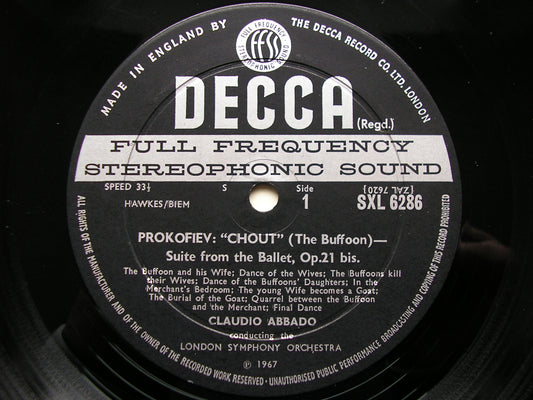 MADE IN ENGLAND BY
THE DECCA RECORD CO. LTD. LONDON
FULL FREQUENCY · STEREOPHONIC SOUND ·
FFSS
DECCA (Regd.)
FULL FREQUENCY
STEREOPHONIC SOUND
SPEED 33⅓ S Side (ZAL 7620)
HAWKES/BIEM 1 SXL 6286
PROKOFIEV: “CHOUT” (The Buffoon)—
Suite from the Ballet, Op.21 bis.
The Buffoon and his Wife; Dance of the Wives; The Buffoons kill
their Wives; Dance of the Buffoons' Daughters; In the
Merchant's Bedroom; The young Wife becomes a Goat;
The Burial of the Goat; Quarrel between the Buffoon
and the Merchant; Final Dance
CLAUDIO ABBADO
conducting the
LONDON SYMPHONY ORCHESTRA
℗ 1967
ALL RIGHTS OF THE MANUFACTURER AND OF THE OWNER OF THE RECORDED WORK RESERVED · UNAUTHORISED PUBLIC PERFORMANCE BROADCASTING AND COPYING OF THIS RECORD PROHIBITED